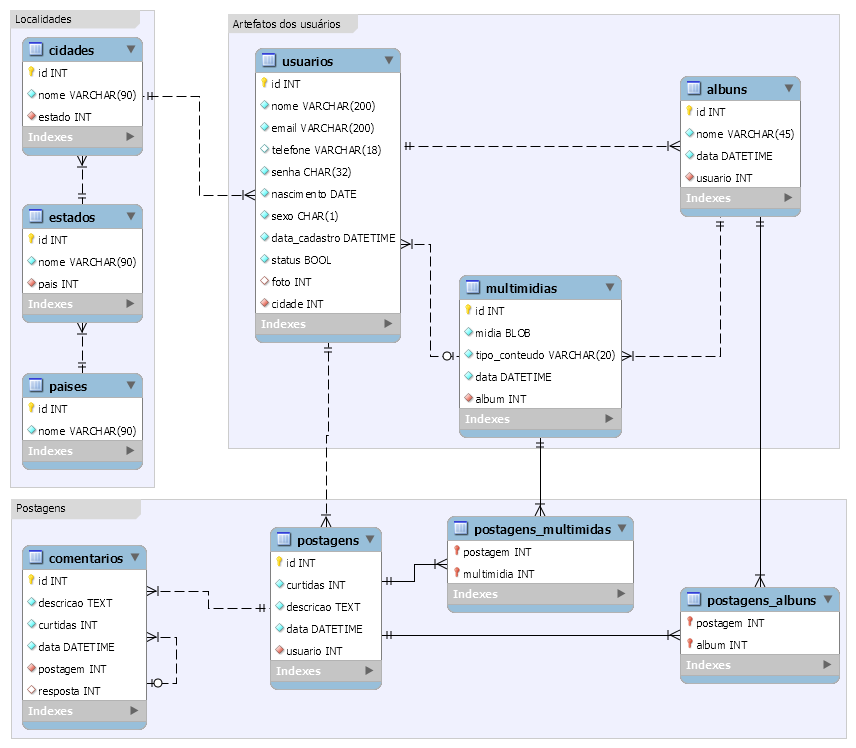 Localidades
cidades
id INT
nome VARCHAR(90)
estado INT
Indexes
estados
id INT
nome VARCHAR(90)
pais INT
Indexes
paises
id INT
nome VARCHAR(90)
Indexes
Artefatos dos usuários
usuarios
id INT
nome VARCHAR(200)
email VARCHAR(200)
telefone VARCHAR(18)
senha CHAR(32)
nascimento DATE
sexo CHAR(1)
data_cadastro DATETIME
status BOOL
foto INT
cidade INT
Indexes
albuns
id INT
nome VARCHAR(45)
data DATETIME
usuario INT
Indexes
multimidias
id INT
midia BLOB
tipo_conteudo VARCHAR(20)
data DATETIME
album INT
Indexes
Postagens
comentarios
id INT
descricao TEXT
curtidas INT
data DATETIME
postagem INT
resposta INT
Indexes
postagens
id INT
curtidas INT
descricao TEXT
data DATETIME
usuario INT
Indexes
postagens_multimidas
postagem INT
multimidia INT
Indexes
postagens_albuns
postagem INT
album INT
Indexes